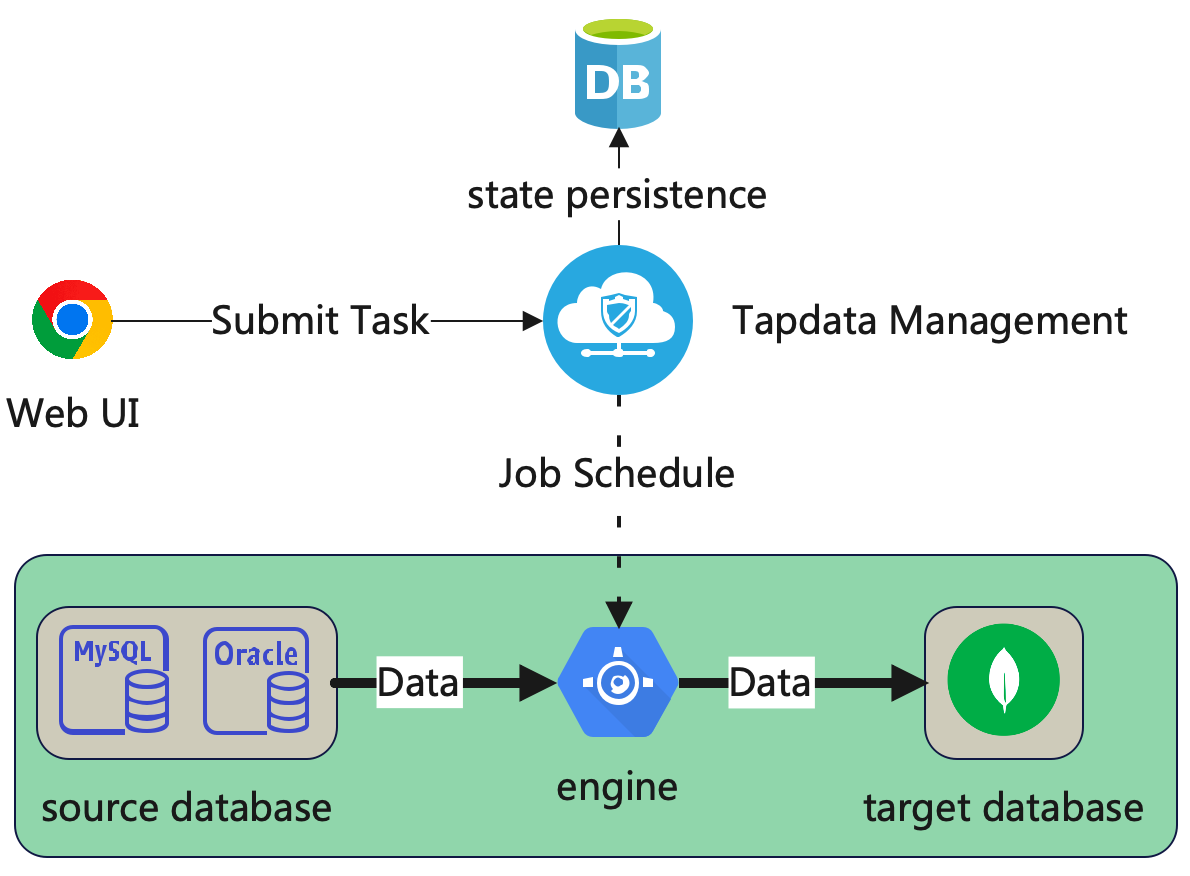 DB
state persistence
Submit Task
Tapdata Management
Web UI
Job Schedule
MySQL
Oracle
Data
Data
engine
source database
target database